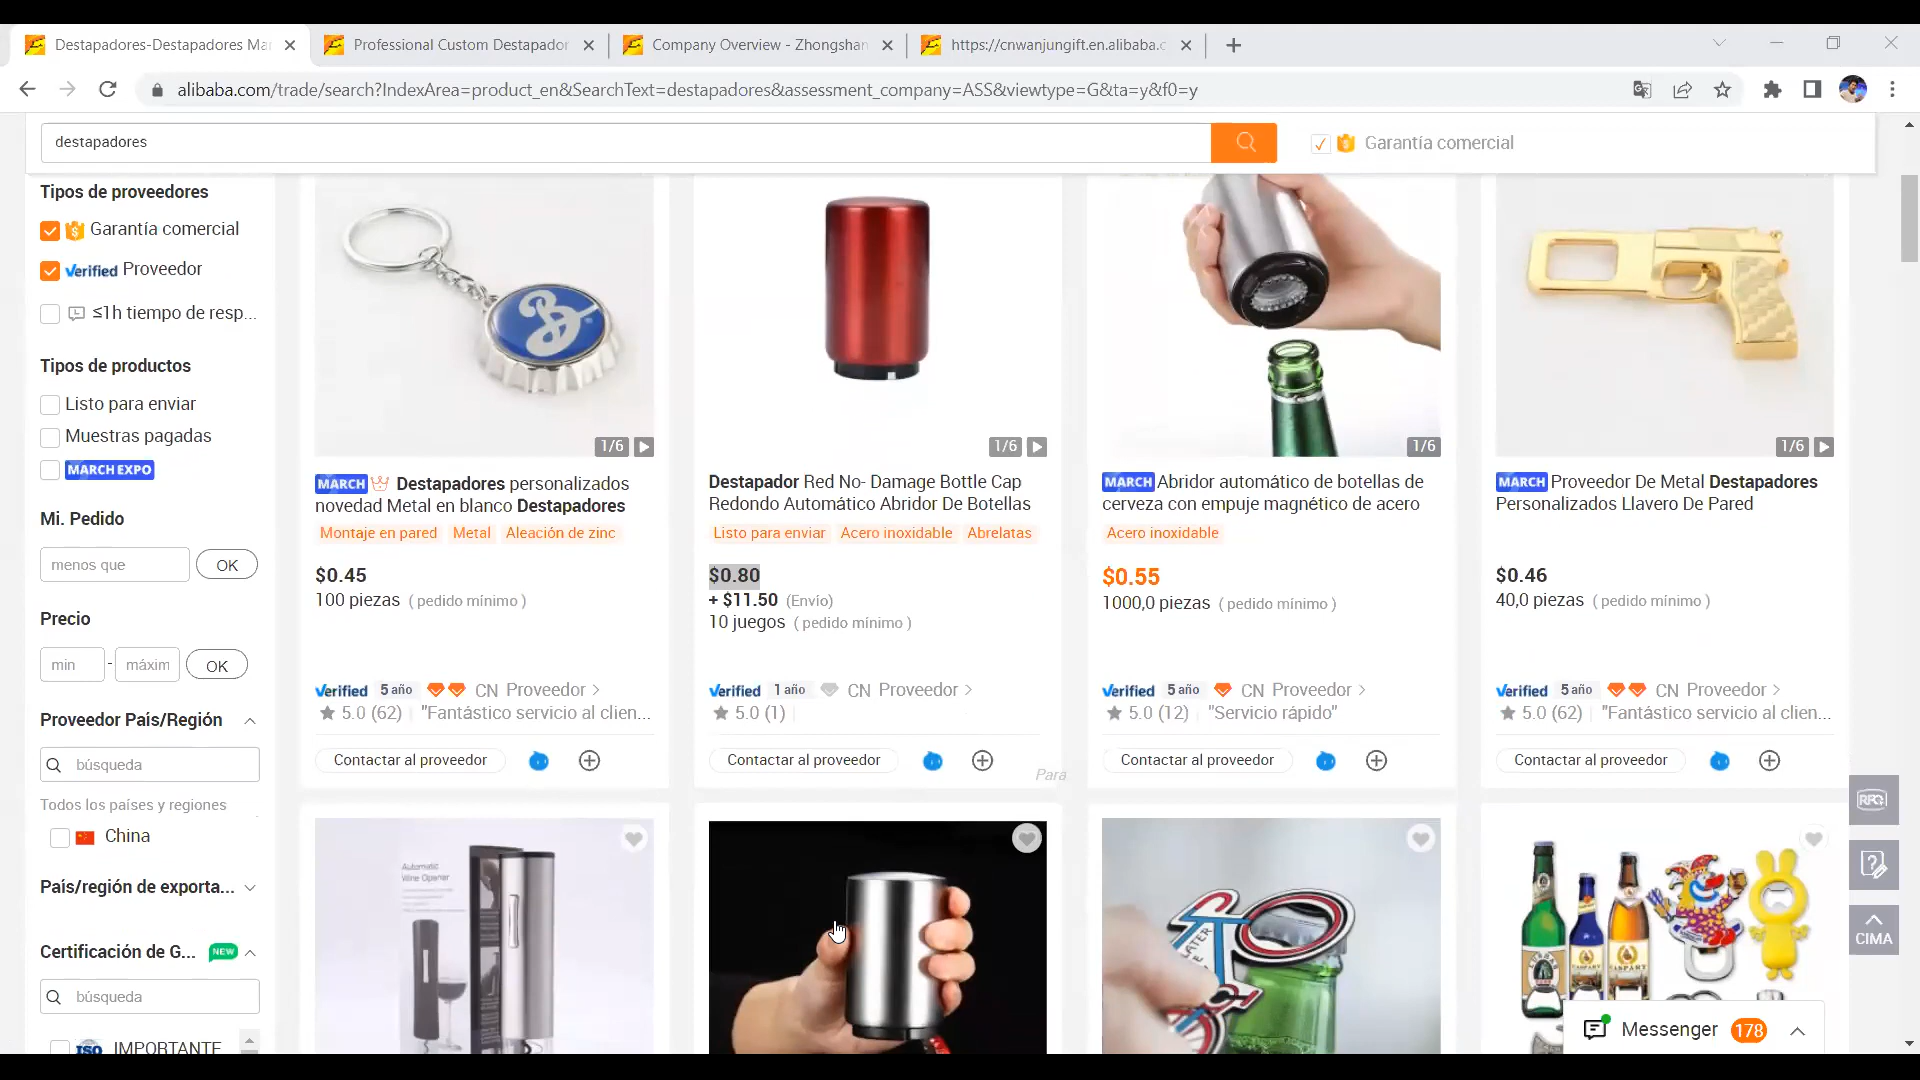 Destapadores-Destapadores Mar
Professional Custom Destapador
Company Overview - Zhongshan
https://cnwanjungift.en.alibaba.c
alibaba.com/trade/search?IndexArea=product_en&SearchText=destapadores&assessment_company=ASS&viewtype=G&ta=y&f0=y
destapadores
Garantía comercial
Tipos de proveedores
Garantía comercial
Verified Proveedor
≤1h tiempo de resp...
Tipos de productos
Listo para enviar
Muestras pagadas
MARCH EXPO
Mi. Pedido
menos que
OK
Precio
min - máxim
OK
Proveedor País/Región
búsqueda
Todos los países y regiones
China
País/región de exporta...
Certificación de G... NEW
búsqueda
ISO IMPORTANTE
1/6
MARCH Destapadores personalizados
novedad Metal en blanco Destapadores
Montaje en pared Metal Aleación de zinc
$0.45
100 piezas ( pedido mínimo )
Verified 5 año CN Proveedor >
5.0 (62) "Fantástico servicio al clien...
Contactar al proveedor
1/6
Destapador Red No- Damage Bottle Cap
Redondo Automático Abridor De Botellas
Listo para enviar Acero inoxidable Abrelatas
$0.80
+ $11.50 (Envío)
10 juegos ( pedido mínimo )
Verified 1 año CN Proveedor >
5.0 (1)
Contactar al proveedor
Para
1/6
MARCH Abridor automático de botellas de
cerveza con empuje magnético de acero
Acero inoxidable
$0.55
1000,0 piezas ( pedido mínimo )
Verified 5 año CN Proveedor >
5.0 (12) "Servicio rápido"
Contactar al proveedor
1/6
MARCH Proveedor De Metal Destapadores
Personalizados Llavero De Pared
$0.46
40,0 piezas ( pedido mínimo )
Verified 5 año CN Proveedor >
5.0 (62) "Fantástico servicio al clien...
Contactar al proveedor
Automatic
Wine Opener
RFQ
CIMA
Messenger 178